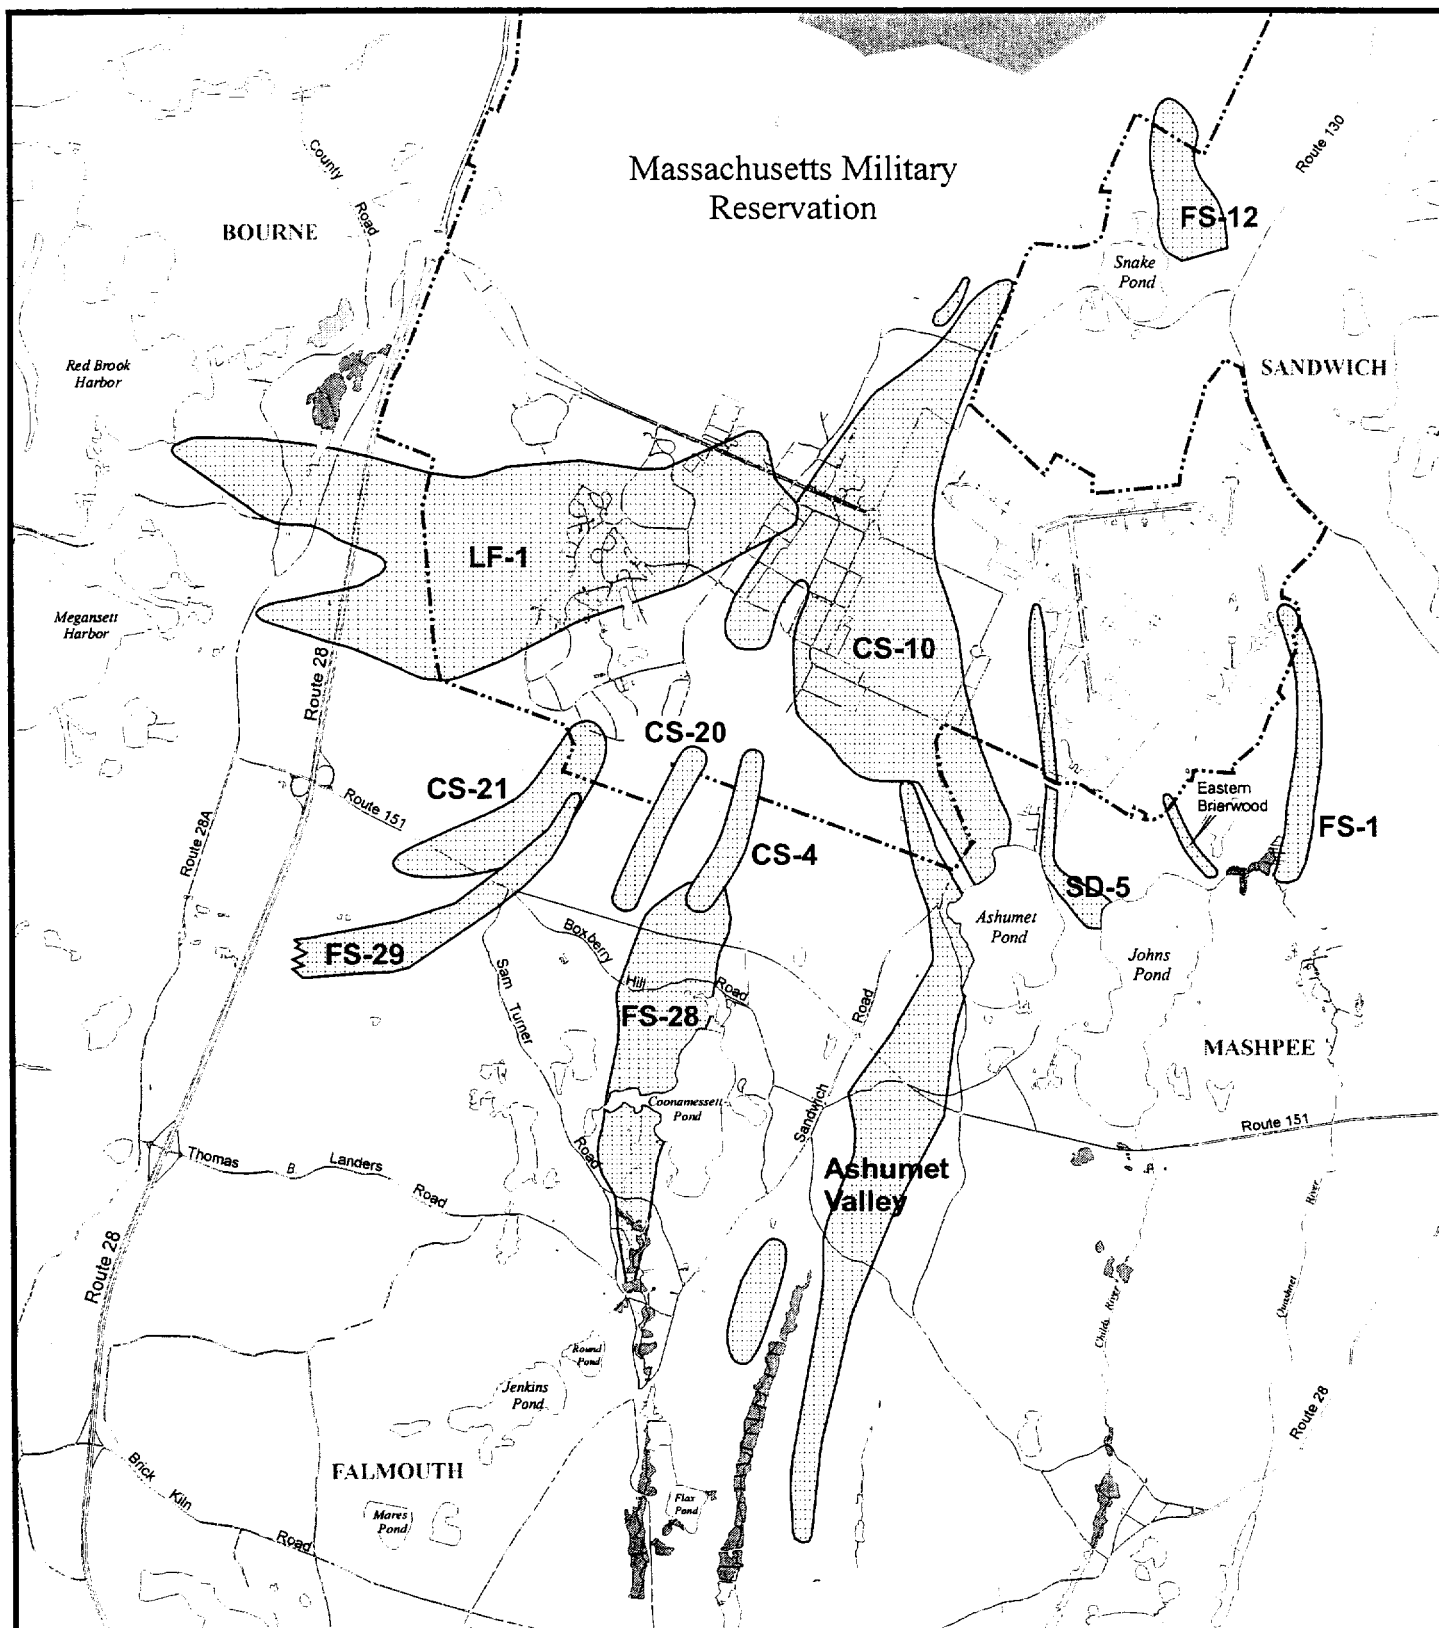 Massachusetts Military
Reservation
County
Road
BOURNE
Route 130
FS-12
Snake
Pond
SANDWICH
Red Brook
Harbor
LF-1
Megansett
Harbor
CS-10
Route 28
CS-20
CS-21
Route 151
Route 28A
CS-4
Eastern
Briarwood
FS-1
SD-5
Ashumet
Pond
Johns
Pond
FS-29
Boxberry
Hill
Road
Sam
Turner
Road
FS-28
Sandwich
Road
MASHPEE
Coonamessett
Pond
Route 151
Thomas
B
Landers
Road
Ashumet
Valley
Route 28
Childs River
Quashnet
River
Round
Pond
Jenkins
Pond
Route 28
FALMOUTH
Brick
Kiln
Road
Mares
Pond
Flax
Pond